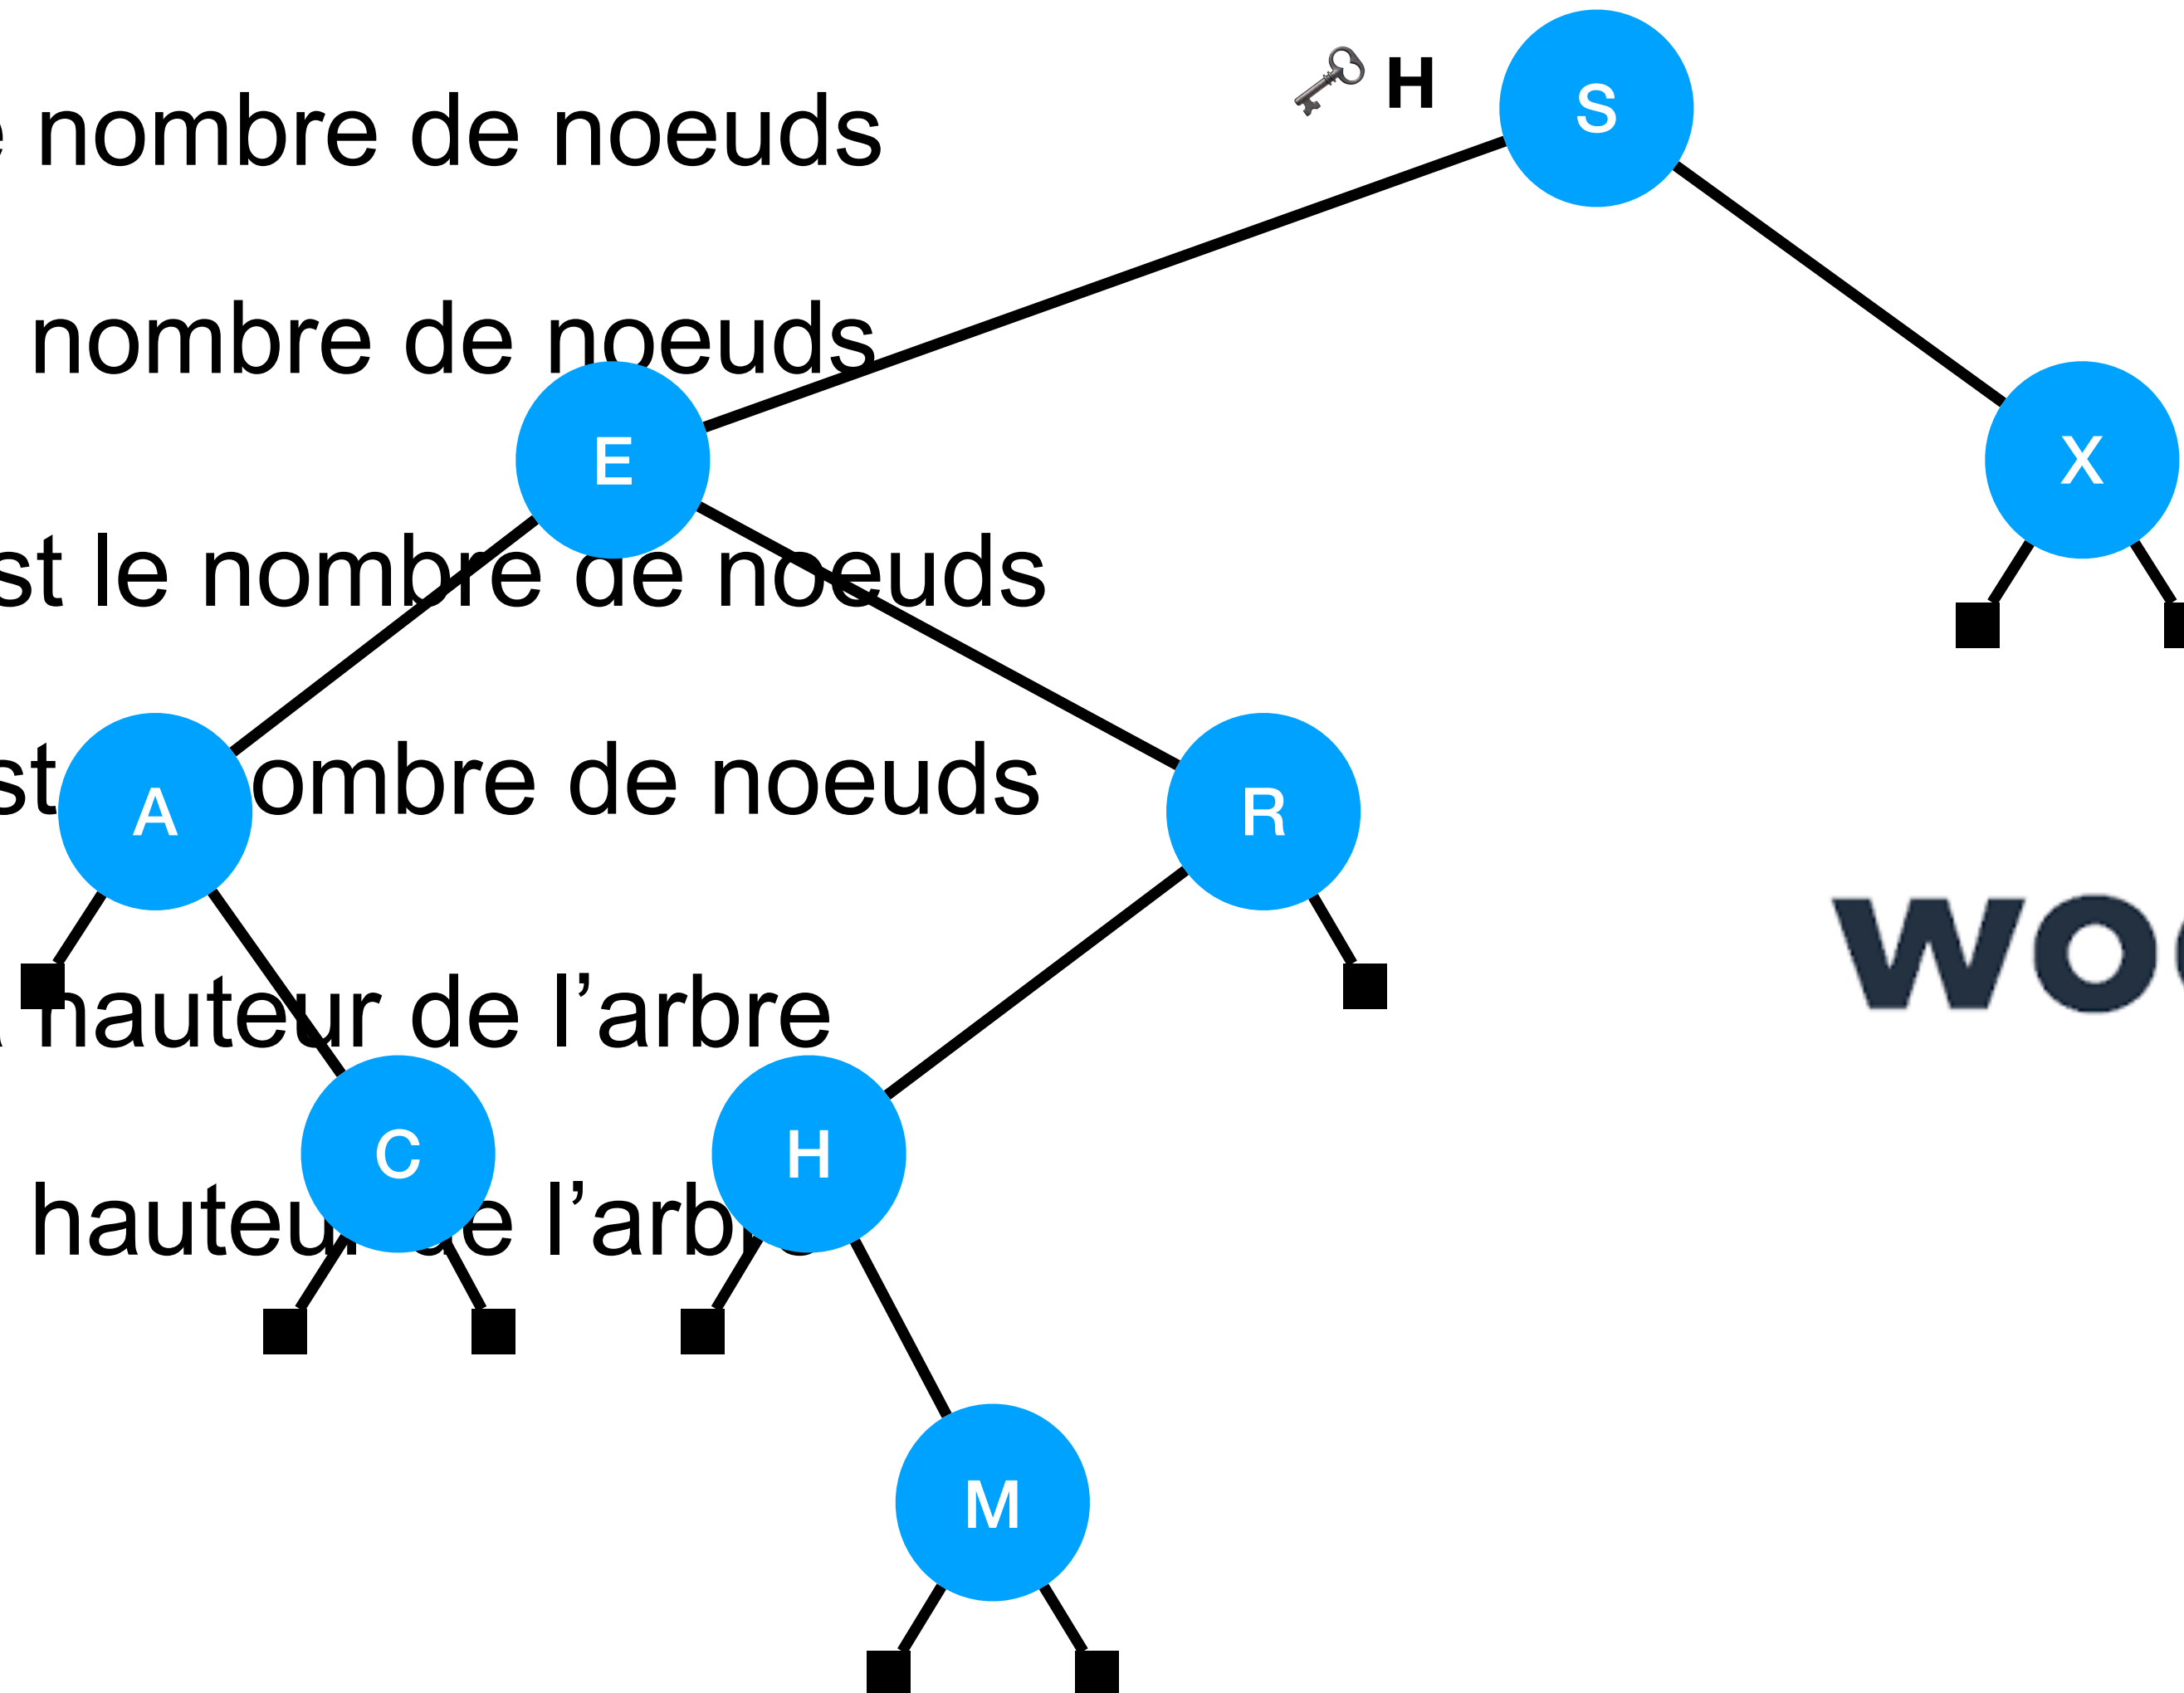 H
S
nombre de noeuds
nombre de noeuds
E
X
st le nombre de noeuds
st ombre de noeuds
A
R
hauteur de l'arbre
C
H
hauteu e l'arb
M